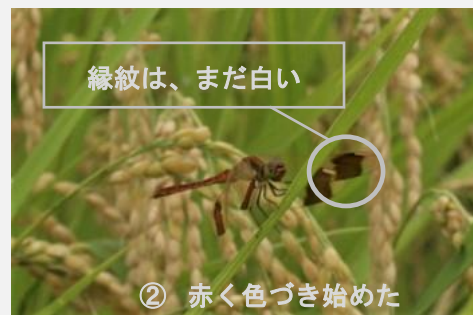 縁紋は、まだ白い
② 赤く色づき始めた